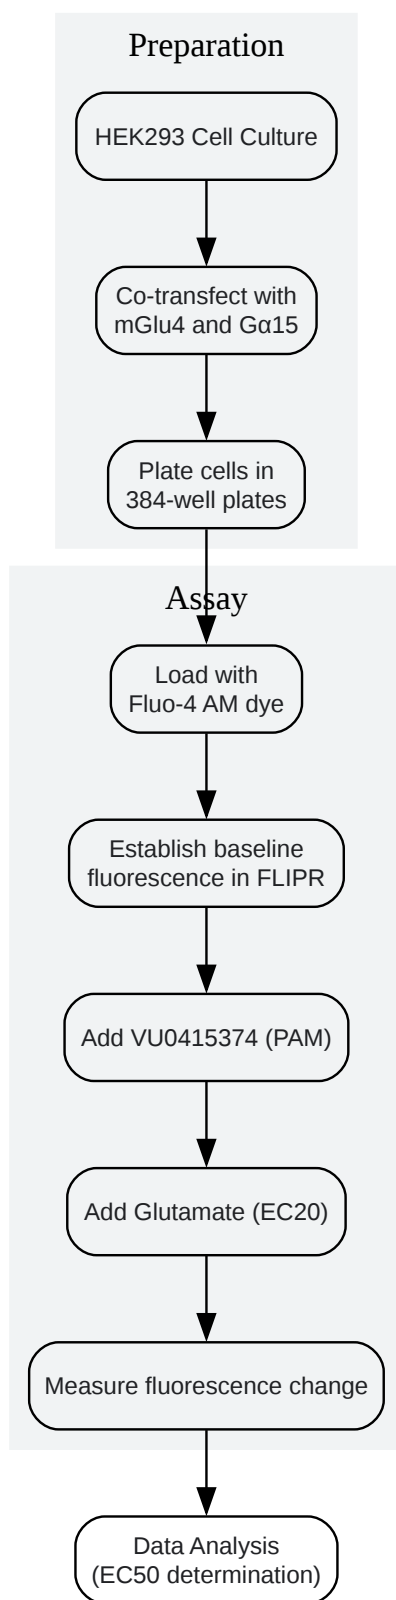 Preparation
HEK293 Cell Culture
Co-transfect with
mGlu4 and Gα15
Plate cells in
384-well plates
Assay
Load with
Fluo-4 AM dye
Establish baseline
fluorescence in FLIPR
Add VU0415374 (PAM)
Add Glutamate (EC20)
Measure fluorescence change
Data Analysis
(EC50 determination)